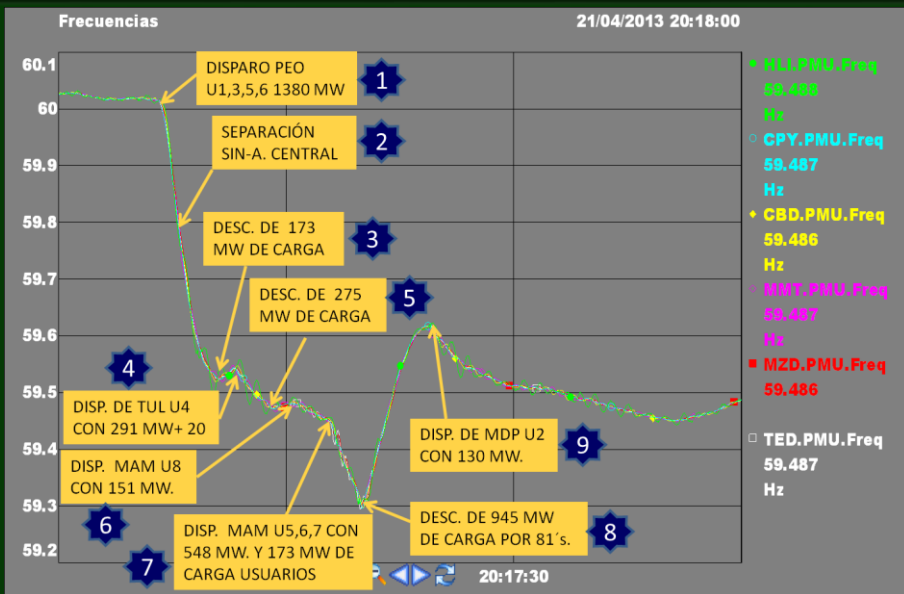 Frecuencias
21/04/2013 20:18:00
60.1
60
59.9
59.8
59.7
59.6
59.5
59.4
59.3
59.2
DISPARO PEO
U1,3,5,6 1380 MW
1
SEPARACIÓN
SIN-A. CENTRAL
2
DESC. DE 173
MW DE CARGA
3
DESC. DE 275
MW DE CARGA
5
4
DISP. DE TUL U4
CON 291 MW+ 20
DISP. MAM U8
CON 151 MW.
6
DISP. MAM U5,6,7 CON
548 MW. Y 173 MW DE
CARGA USUARIOS
7
DISP. DE MDP U2
CON 130 MW.
9
DESC. DE 945 MW
DE CARGA POR 81´s.
8
20:17:30
HLI.PMU.Freq
59.488
Hz
CPY.PMU.Freq
59.487
Hz
CBD.PMU.Freq
59.486
Hz
MMT.PMU.Freq
59.487
Hz
MZD.PMU.Freq
59.486
TED.PMU.Freq
59.487
Hz